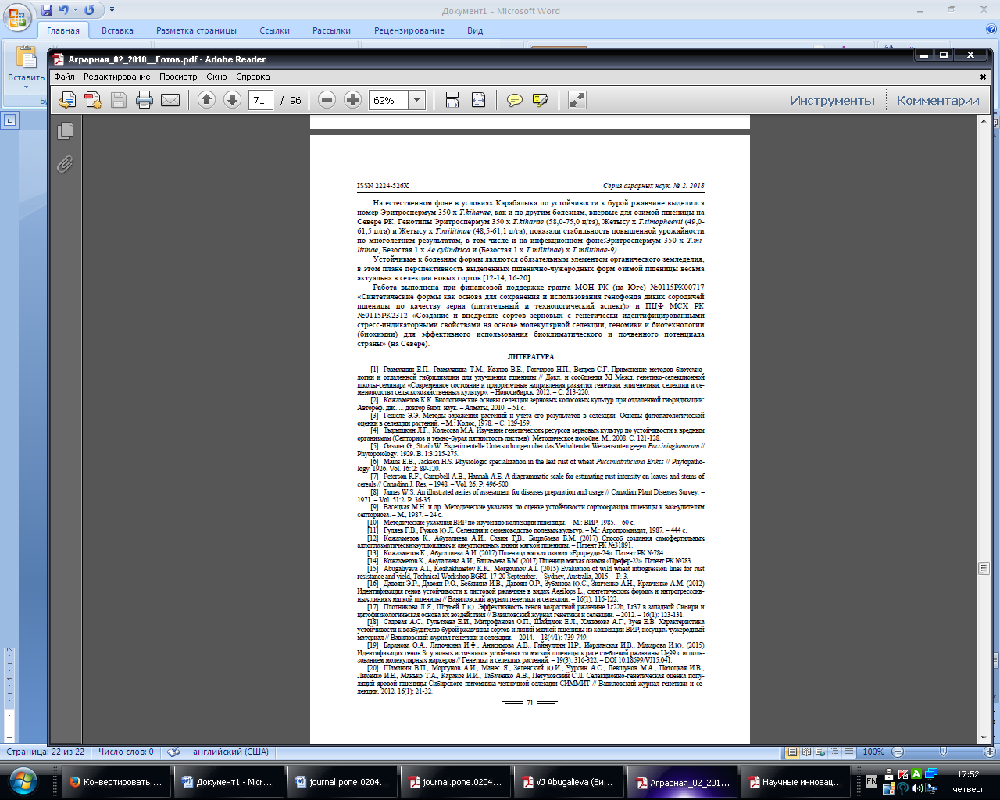 Документ1 - Microsoft Word
Главная Вставка Разметка страницы Ссылки Рассылки Рецензирование Вид
Вставить
Аграрная_02_2018__Готов.pdf - Adobe Reader
Файл Редактирование Просмотр Окно Справка
71 / 96 62% Инструменты Комментарии
ISSN 2224-526X Серия аграрных наук. № 2. 2018
На естественном фоне в условиях Карабалыка по устойчивости к бурой ржавчине выделился
номер Эритроспермум 350 х T.kiharae, как и по другим болезням, впервые для озимой пшеницы на
Севере РК. Генотипы Эритроспермум 350 х T.kiharae (58,0-75,0 ц/га), Жетысу х T.timopheevii (49,0-
61,5 ц/га) и Жетысу х T.militinae (48,5-61,1 ц/га), показали стабильность повышенной урожайности
по многолетним результатам, в том числе и на инфекционном фоне:Эритроспермум 350 х T.mi-
litinae, Безостая 1 х Ae.cylindrica и (Безостая 1 х T.militinae) х T.militinae-9).
Устойчивые к болезням формы являются обязательным элементом органического земледелия,
в этом плане перспективность выделенных пшенично-чужеродных форм озимой пшеницы весьма
актуальна в селекции новых сортов [12-14, 16-20].
Работа выполнена при финансовой поддержке гранта МОН РК (на Юге) №0115РК00717
«Синтетические формы как основа для сохранения и использования генофонда диких сородичей
пшеницы по качеству зерна (питательный и технологический аспект)» и ПЦФ МСХ РК
№0115РК2312 «Создание и внедрение сортов зерновых с генетически идентифицированными
стресс-индикаторными свойствами на основе молекулярной селекции, геномики и биотехнологии
(биохимии) для эффективного использования биоклиматического и почвенного потенциала
страны» (на Севере).
ЛИТЕРАТУРА
[1] Размахнин Е.П., Размахнина Т.М., Козлов В.Е., Гончаров Н.П., Вепрев С.Г. Применение методов биотехно-
логии и отдаленной гибридизации для улучшения пшеницы // Докл. и сообщения XI Межд. генетико-селекционной
школы-семинара «Современное состояние и приоритетные направления развития генетики, эпигенетики, селекции и се-
меноводства сельскохозяйственных культур». – Новосибирск, 2012. – С. 213-220.
[2] Кожахметов К.К. Биологические основы селекции зерновых колосовых культур при отдаленной гибридизации:
Автореф. дис. ... доктор биол. наук. – Алматы, 2010. – 51 с.
[3] Гешеле Э.Э. Методы заражения растений и учета его результатов в селекции. Основы фитопатологической
оценки в селекции растений. – М.: Колос, 1978. – С. 129-159.
[4] Тырышкин Л.Г., Колесова М.А. Изучение генетических ресурсов зерновых культур по устойчивости к вредным
организмам (Септориоз и темно-бурая пятнистость листьев): Методическое пособие. М., 2008. С. 121-128.
[5] Gassner G., Straib W. Experimentelle Untersuchungen uber das Verhaltender Weizensorten gegen Pucciniaglumarum //
Phytopotology. 1929. B. 1:3:215-275.
[6] Mains E.B., Jackson H.S. Physiologic specialization in the leaf rust of wheat Pucciniatriticiana Erikss // Phytopatho-
logy. 1926. Vol. 16: 2: 89-120.
[7] Peterson R.F., Campbell A.B., Hannah A.E. A diagrammatic scale for estimating rust intensity on leaves and stems of
cereals // Canadian J. Res. – 1948. – Vol. 26. P. 496-500.
[8] James W.S. An illustrated aeries of assesament for diseases preparation and usage // Canadian Plant Diseases Survey. –
1971. – Vol. 51:2. P. 36-35.
[9] Васецкая М.Н. и др. Методические указания по оценке устойчивости сортообразцов пшеницы к возбудителям
септориоза. – М., 1987. – 24 с.
[10] Методические указания ВИР по изучению коллекции пшеницы. – М.: ВИР, 1985. – 60 с.
[11] Гуляев Г.В., Гужов Ю.Л. Селекция и семеноводство полевых культур. – М.: Агропромиздат, 1987. – 444 с.
[12] Кожахметов К., Абугалиева А.И., Савин Т.В., Башабаева Б.М. (2017) Способ создания самофертильных
аллоплазматическихэуплоидных и анеуплоидных линий мягкой пшеницы. – Патент РК №31891.
[13] Кожахметов К., Абугалиева А.И. (2017) Пшеница мягкая озимая «Ерпреудо-24». Патент РК №784
[14] Кожахметов К., Абугалиева А.И., Башабаева Б.М. (2017) Пшеница мягкая озимая «Префер-22». Патент РК №783.
[15] Abugaliyeva A.I., Kozhakhmetov K.K., Morgounov A.I. (2015) Evaluation of wild wheat introgression lines for rust
resistance and yield, Technical Workshop BGRI. 17-20 September. – Sydney, Australia, 2015. – P. 3.
[16] Давоян Э.Р., Давоян Р.О., Бебякина И.В., Давоян О.Р., Зубанова Ю.С., Зинченко А.Н., Кравченко А.М. (2012)
Идентификация генов устойчивости к листовой ржавчине в видах Aegilops L., синтетических формах и интрогресссив-
ных линиях мягкой пшеницы // Вавиловский журнал генетики и селекции. – 16(1): 116-122.
[17] Плотникова Л.Я., Штубей Т.Ю. Эффективность генов возрастной ржавчине Lr22b, Lr37 в западной Сибири и
цитофизиологическая основа их воздействия // Вавиловский журнал генетики и селекции. – 2012. – 16(1): 123-131.
[18] Садовая А.С., Гультяева Е.И., Митрофанова О.П., Шайдаюк Е.Л., Хакимова А.Г., Зуев Е.В. Характеристика
устойчивости к возбудителю бурой ржавчины сортов и линий мягкой пшеницы из коллекции ВИР, несущих чужеродный
материал // Вавиловский журнал генетики и селекции. – 2014. – 18(4/1): 739-749.
[19] Баранова О.А., Лапочкина И.Ф., Анисимова А.В., Гайнуллин Н.Р., Иорданская И.В., Макарова И.Ю. (2015)
Идентификация генов Sr у новых источников устойчивости мягкой пшеницы к расе стеблевой ржавчины Ug99 с исполь-
зованием молекулярных маркеров // Генетика и селекция растений. – 19(3): 316-322. – DOI 10.18699/VJ15.041.
[20] Шаманин В.П., Моргунов А.И., Манес Я., Зеленский Ю.И., Чурсин А.С., Левшунов М.А., Потоцкая И.В.,
Лихенко И.Е., Манько Т.А., Каракоз И.И., Табаченко А.В., Петуховский С.Л. Селекционно-генетическая оценка попу-
ляций яровой пшеницы Сибирского питомника челночной селекции СИММИТ // Вавиловский журнал генетики и се-
лекции. 2012. 16(1): 21-32.
71
Страница: 22 из 22 Число слов: 0 английский (США) 100%
Конвертировать ... Документ1 - Micr... journal.pone.0204... journal.pone.0204... VJ Abugalieva (Би... Аграрная_02_201... Научные инновац... EN 17:52
четверг